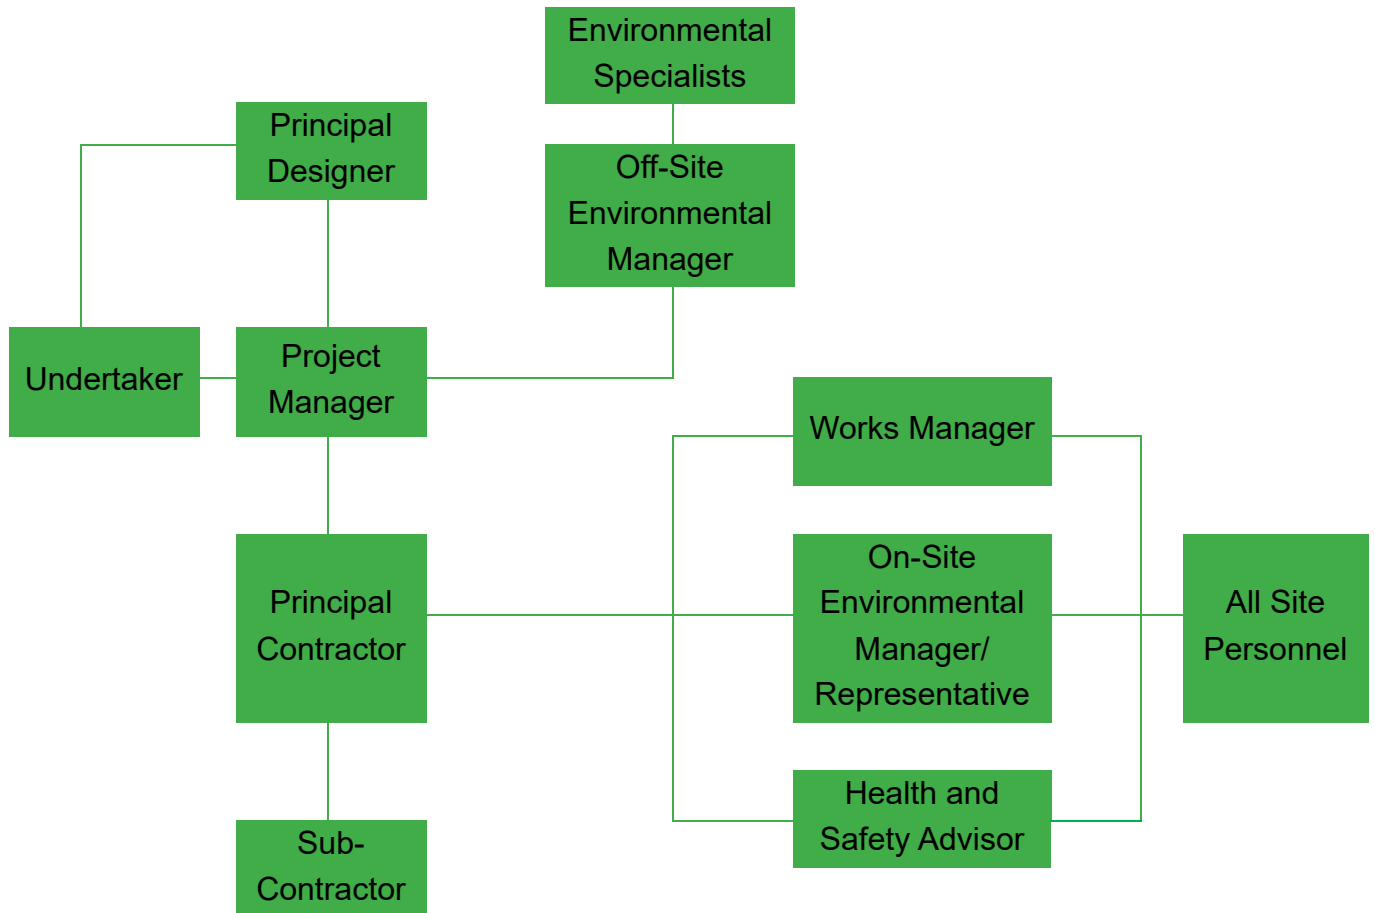 Environmental
Specialists
Principal
Designer
Off-Site
Environmental
Manager
Undertaker
Project
Manager
Works Manager
Principal
Contractor
On-Site
Environmental
Manager/
Representative
All Site
Personnel
Health and
Safety Advisor
Sub-
Contractor